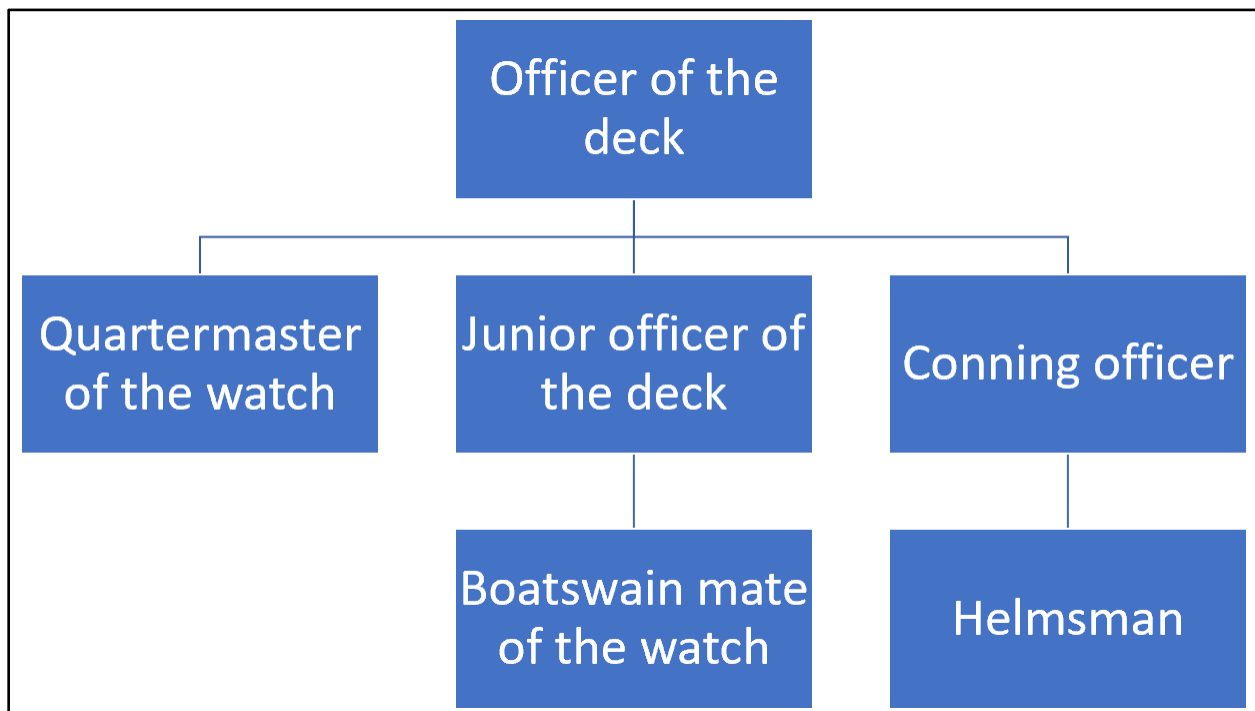 Officer of the
deck
Quartermaster
of the watch
Junior officer of
the deck
Conning officer
Boatswain mate
of the watch
Helmsman